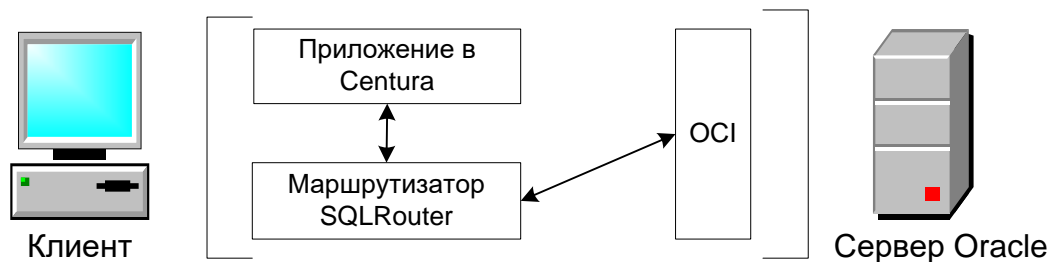 Приложение в
Centura
OCI
Маршрутизатор
SQLRouter
Клиент
Сервер Oracle